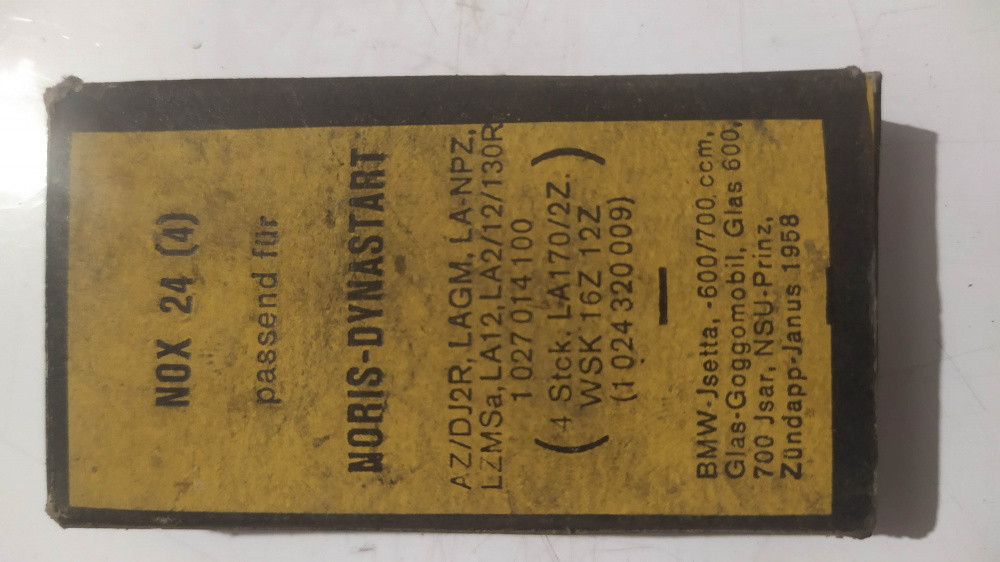 NOX 24 (4)
passend für
NORIS-DYNASTART
AZ/DJ2R, LAGM, LA-NPZ,
LZMSa, LA12, LA2/12/130R
1 027 014 100
(4 Stck. LA170/2Z.)
WSK 16Z 12Z
(1 024 320 009)
—
BMW-Jsetta, -600/700 ccm,
Glas-Goggomobil, Glas 600,
700 Jsar, NSU-Prinz,
Zündapp-Janus 1958